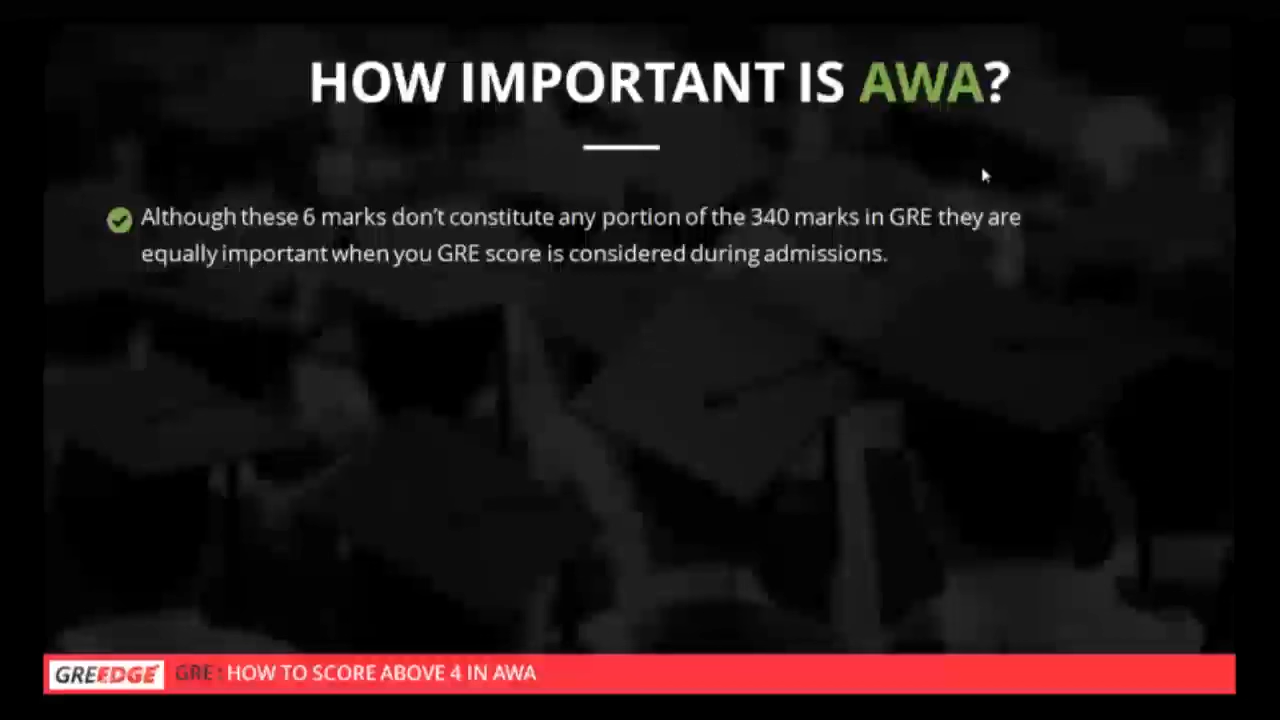 HOW IMPORTANT IS AWA?
Although these 6 marks don't constitute any portion of the 340 marks in GRE they are
equally important when you GRE score is considered during admissions.
GREEDGE GRE : HOW TO SCORE ABOVE 4 IN AWA